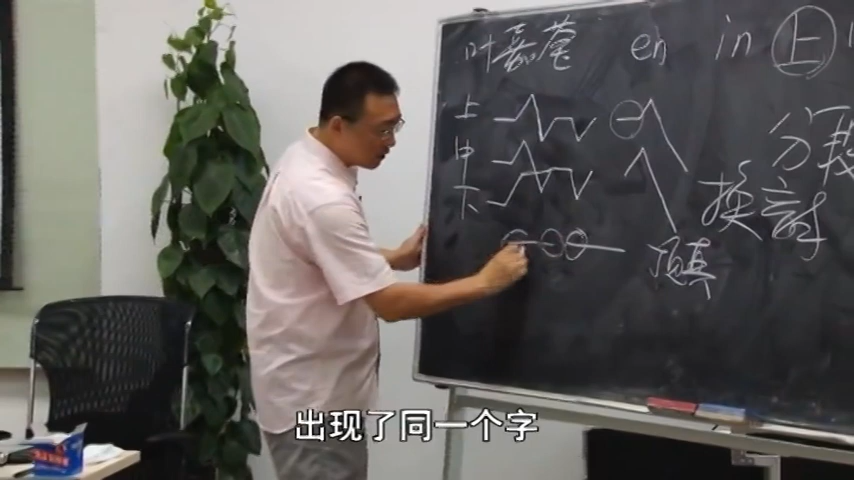 叶嘉莹 en in 上
上
中 分段
下 换韵
顶真
出现了同一个字